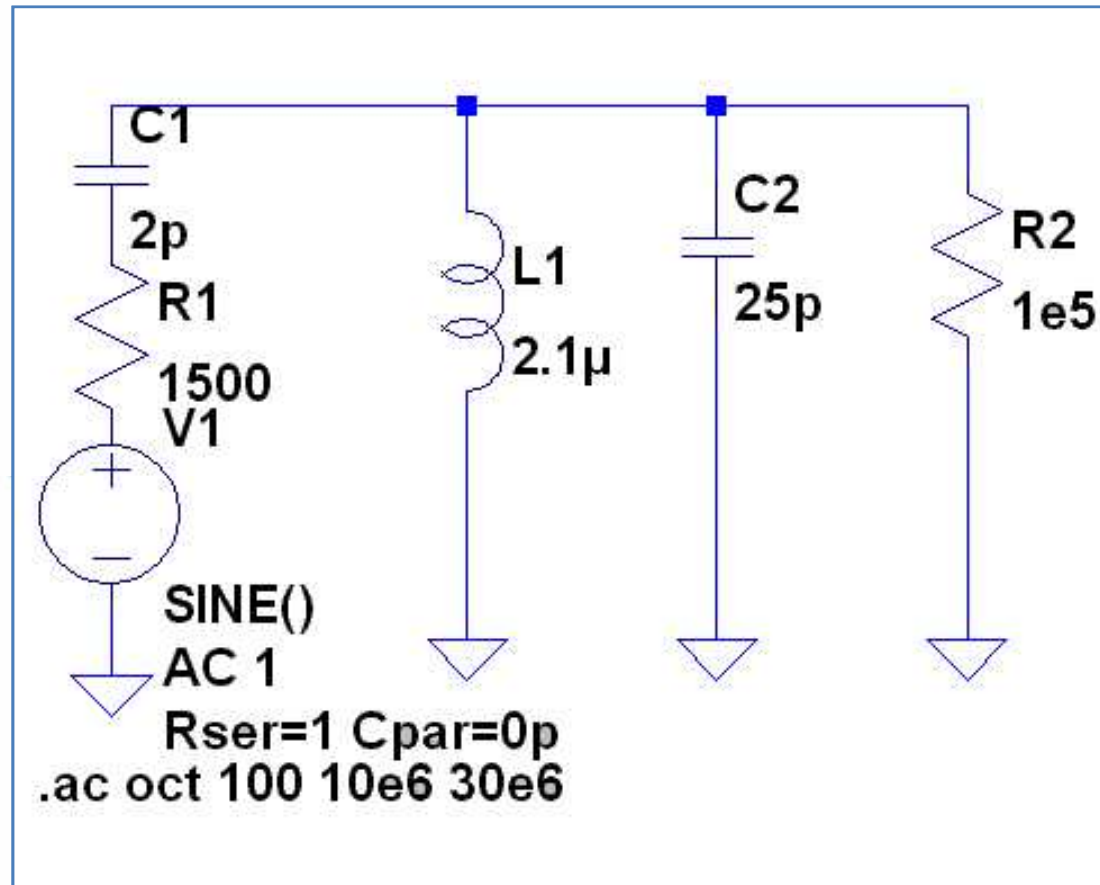 C1
2p
R1
1500
V1
SINE()
AC 1
Rser=1 Cpar=0p
.ac oct 100 10e6 30e6
L1
2.1µ
C2
25p
R2
1e5